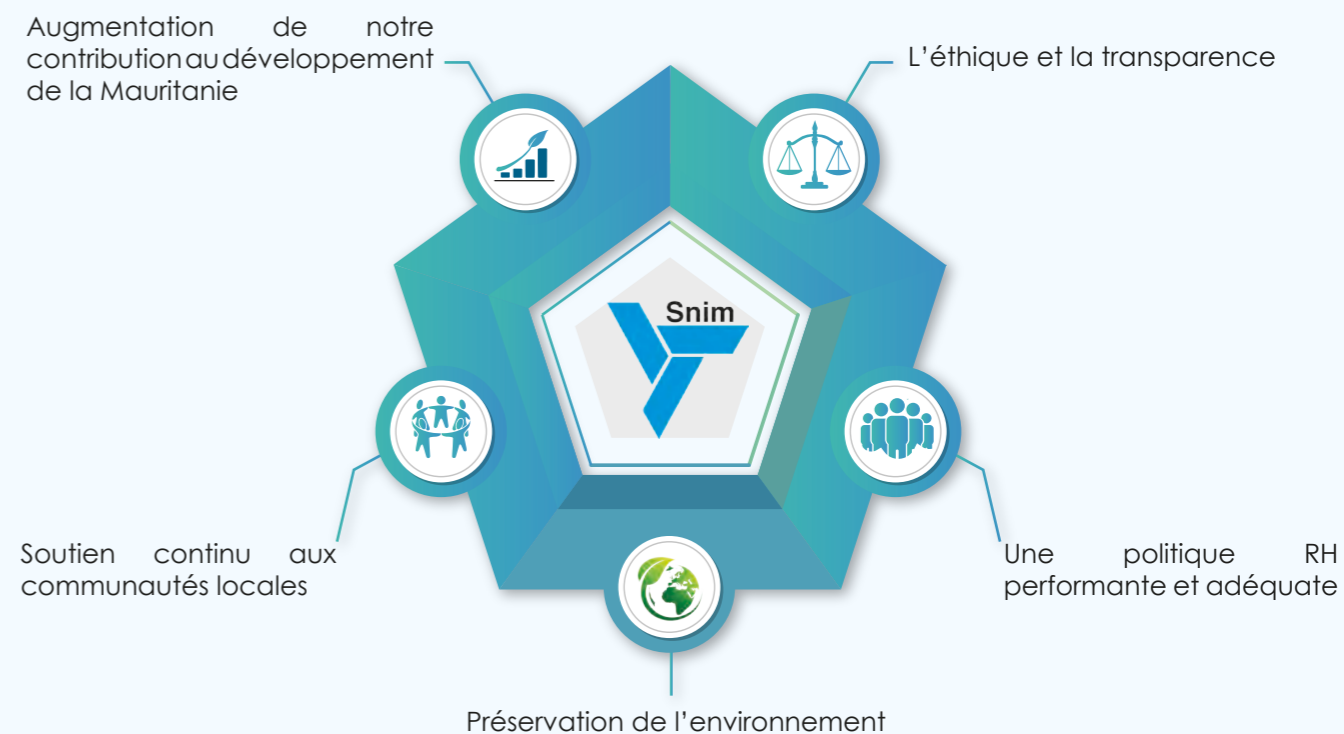 Augmentation de notre
contribution au développement
de la Mauritanie
L’éthique et la transparence
Snim
Soutien continu aux
communautés locales
Une politique RH
performante et adéquate
Préservation de l’environnement